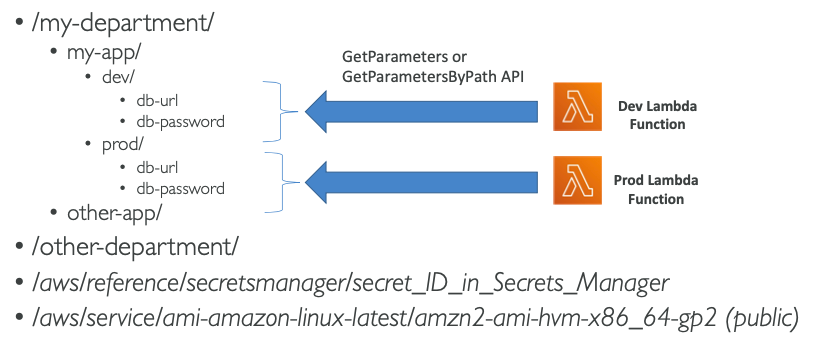 /my-department/
my-app/
dev/
db-url
db-password
prod/
db-url
db-password
other-app/
GetParameters or
GetParametersByPath API
Dev Lambda
Function
Prod Lambda
Function
/other-department/
/aws/reference/secretsmanager/secret_ID_in_Secrets_Manager
/aws/service/ami-amazon-linux-latest/amzn2-ami-hvm-x86_64-gp2 (public)